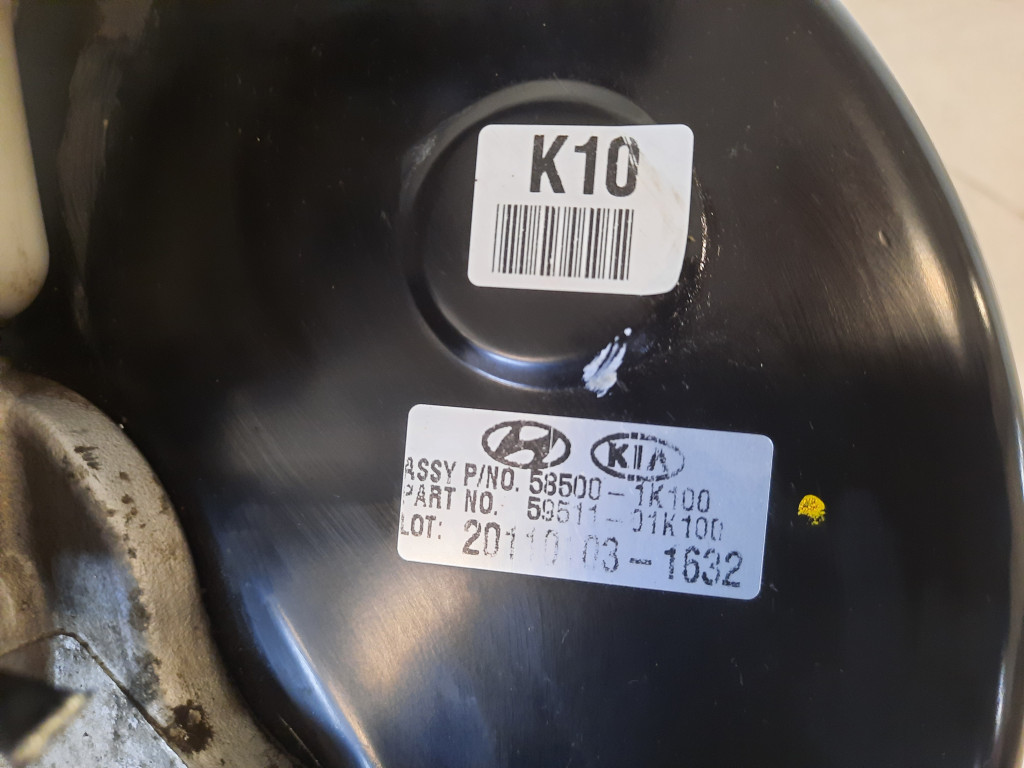 K10
KIA
ASSY P/NO. 58500-1K100
PART NO. 59511-01K100
LOT: 20110103-1632